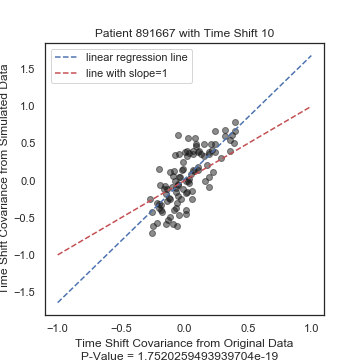 Patient 891667 with Time Shift 10
linear regression line
line with slope=1
Time Shift Covariance from Simulated Data
1.5
1.0
0.5
0.0
−0.5
−1.0
−1.5
−1.0 −0.5 0.0 0.5 1.0
Time Shift Covariance from Original Data
P-Value = 1.7520259493939704e-19